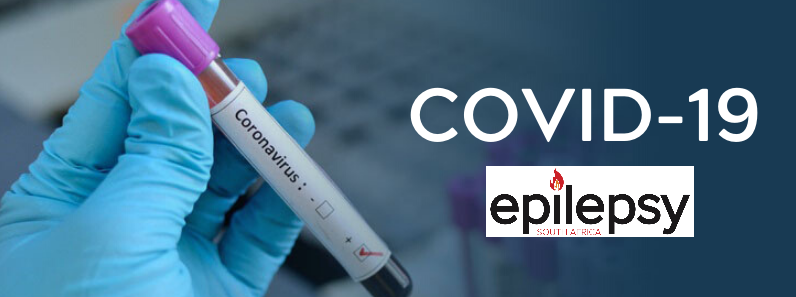 Coronavirus :
-
+
COVID-19
epilepsy
SOUTH AFRICA